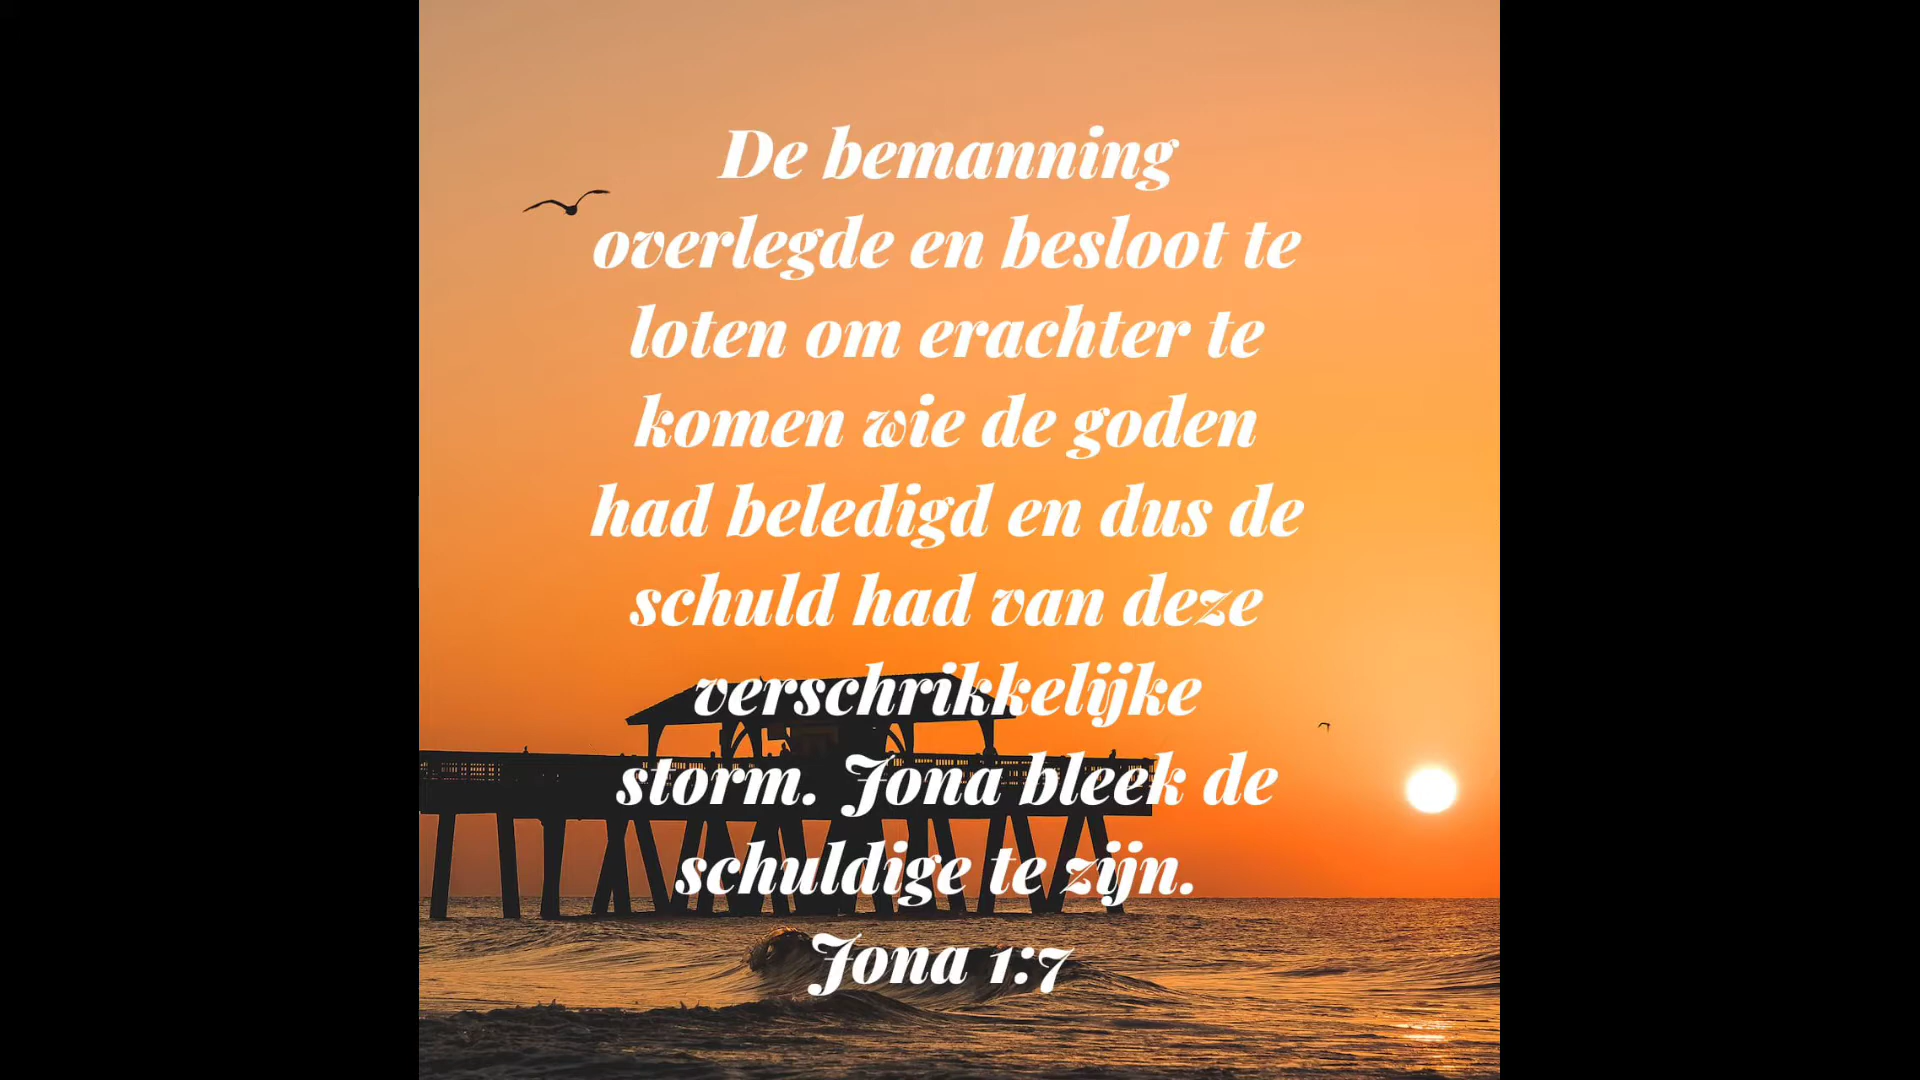 De bemanning
overlegde en besloot te
loten om erachter te
komen wie de goden
had beledigd en dus de
schuld had van deze
verschrikkelijke
storm. Jona bleek de
schuldige te zijn.
Jona 1:7